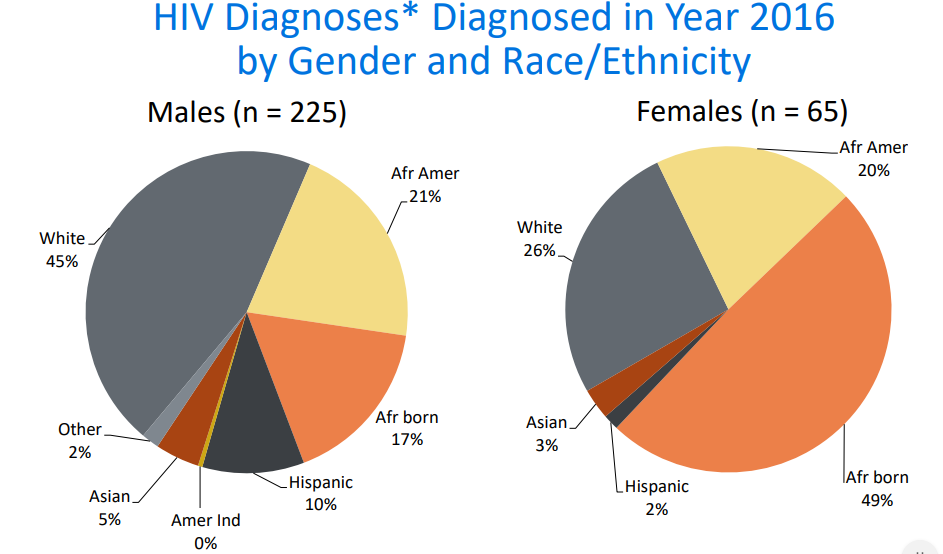 HIV Diagnoses* Diagnosed in Year 2016
by Gender and Race/Ethnicity
Males (n = 225)
Afr Amer
21%
White
45%
Afr born
17%
Other
2%
Hispanic
10%
Asian
5%
Amer Ind
0%
Females (n = 65)
Afr Amer
20%
White
26%
Asian
3%
Afr born
49%
Hispanic
2%